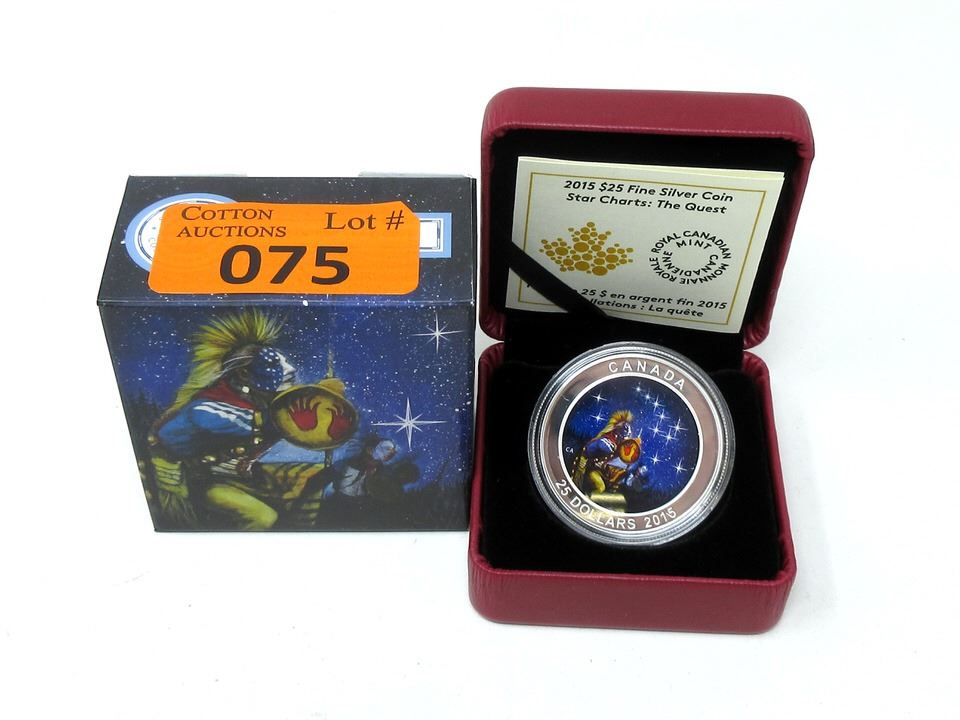 COTTON
AUCTIONS
Lot #
075
2015 $25 Fine Silver Coin
Star Charts: The Quest
ROYAL CANADIAN MINT
MONNAIE ROYALE CANADIENNE
25 $ en argent fin 2015
: La quête
CANADA
CA
25 DOLLARS 2015